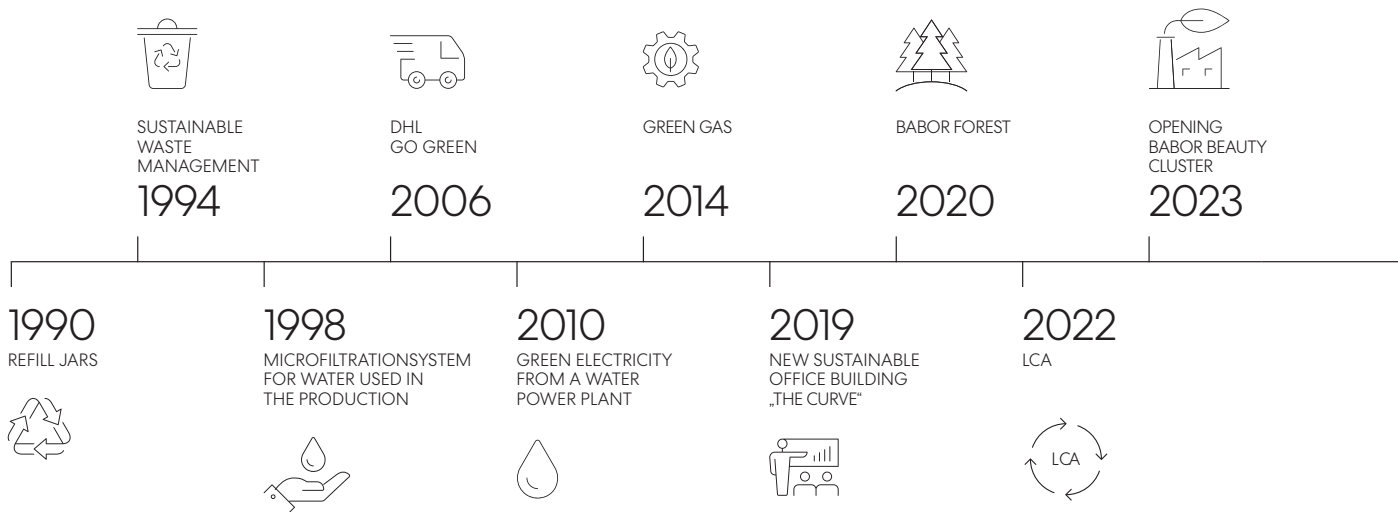 SUSTAINABLE
WASTE
MANAGEMENT
1994
DHL
GO GREEN
2006
GREEN GAS
2014
BABOR FOREST
2020
OPENING
BABOR BEAUTY
CLUSTER
2023
1990
REFILL JARS
1998
MICROFILTRATIONSYSTEM
FOR WATER USED IN
THE PRODUCTION
2010
GREEN ELECTRICITY
FROM A WATER
POWER PLANT
2019
NEW SUSTAINABLE
OFFICE BUILDING
„THE CURVE“
2022
LCA
LCA